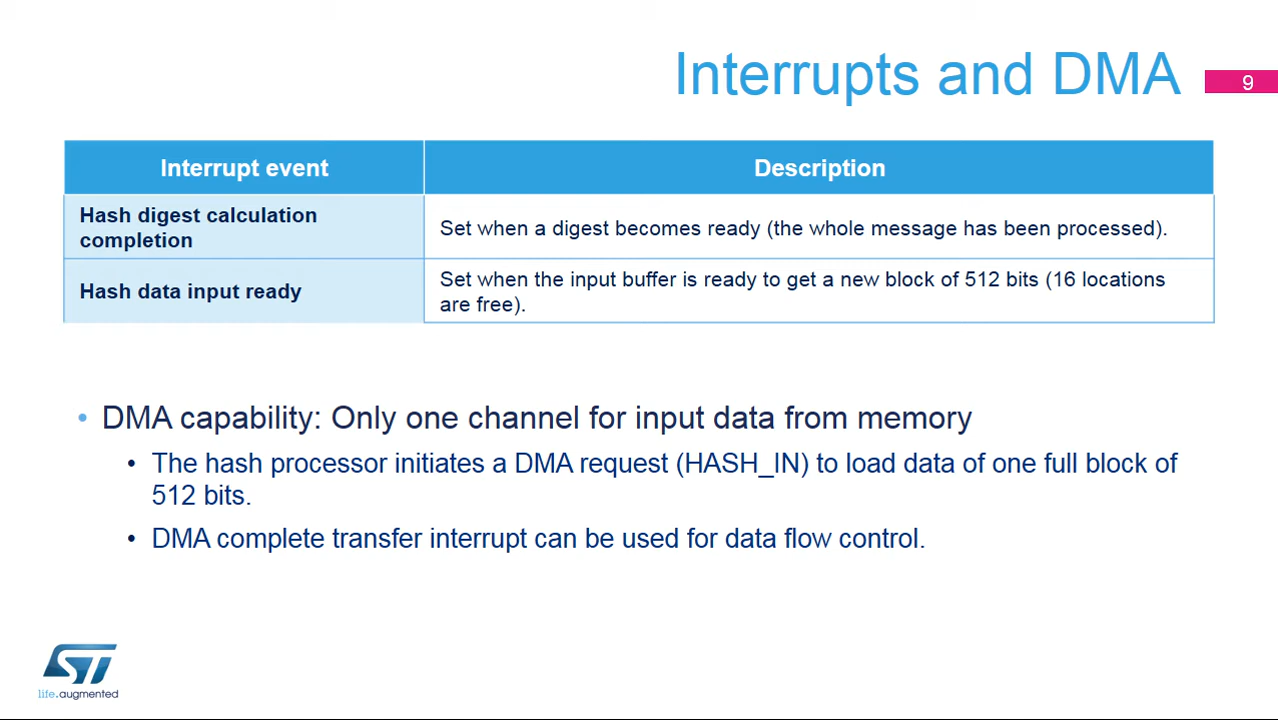 Interrupts and DMA
9
Interrupt event
Description
Hash digest calculation
completion
Set when a digest becomes ready (the whole message has been processed).
Hash data input ready
Set when the input buffer is ready to get a new block of 512 bits (16 locations
are free).
• DMA capability: Only one channel for input data from memory
• The hash processor initiates a DMA request (HASH_IN) to load data of one full block of
512 bits.
• DMA complete transfer interrupt can be used for data flow control.
ST
life.augmented